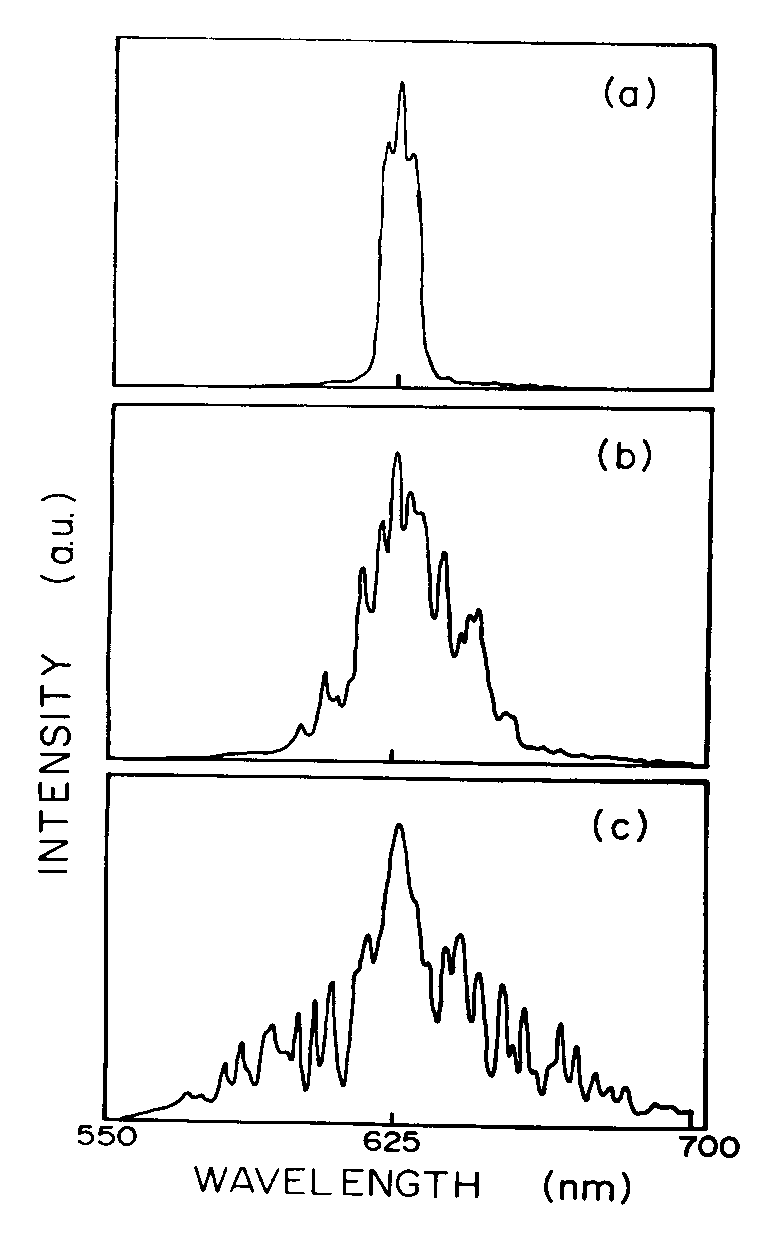 (a)
(b)
(c)
INTENSITY (a.u.)
550 625 700
WAVELENGTH (nm)